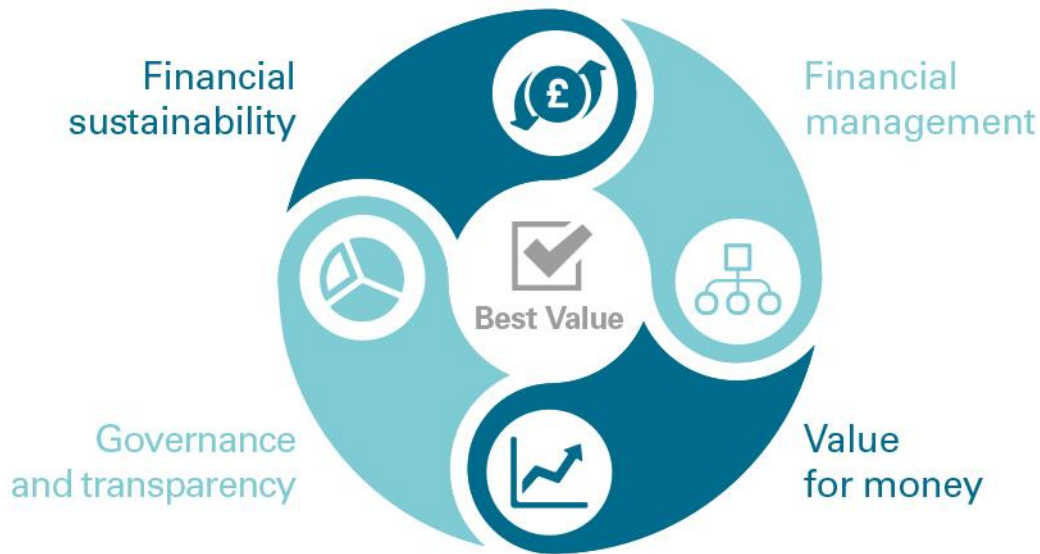 Financial
sustainability
£
Financial
management
Best Value
Governance
and transparency
Value
for money